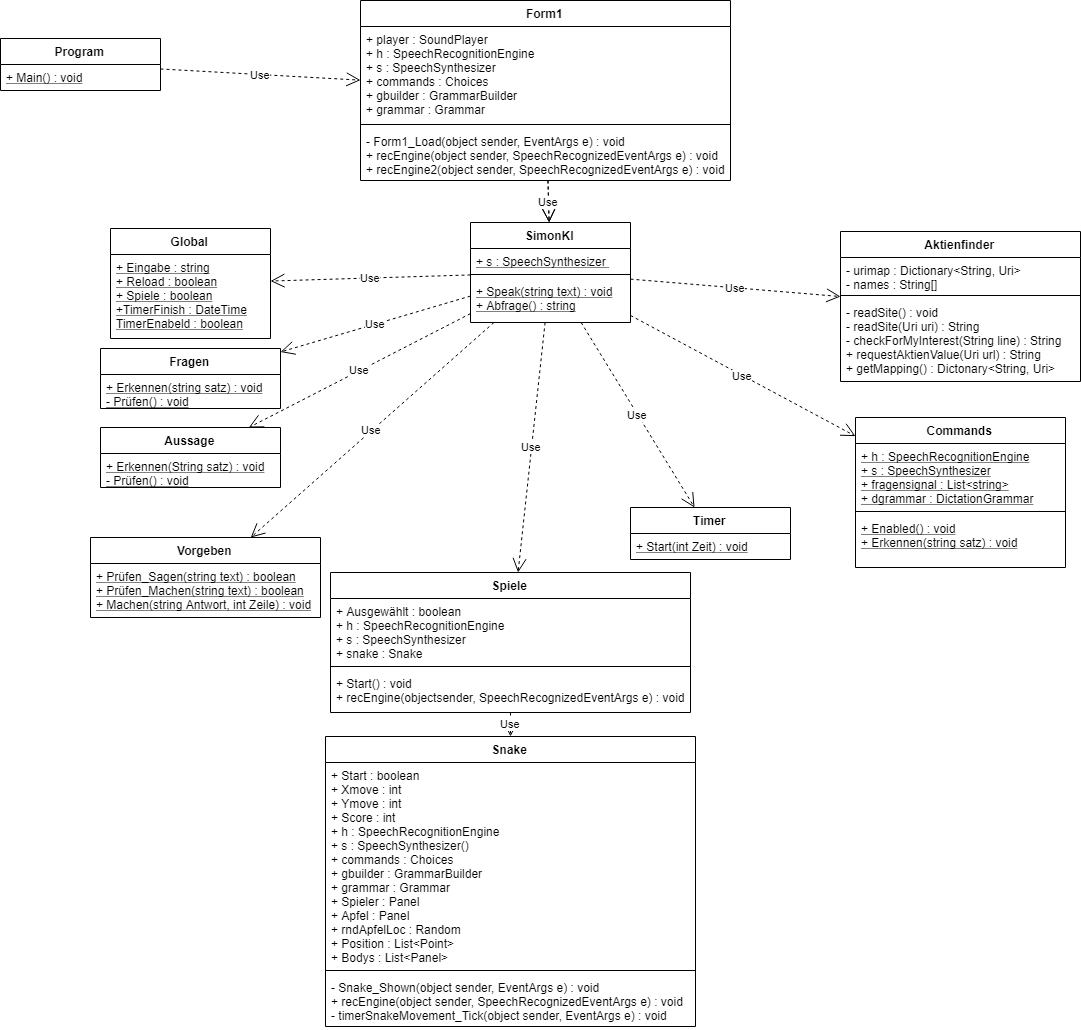 Form1
+ player : SoundPlayer
+ h : SpeechRecognitionEngine
+ s : SpeechSynthesizer
+ commands : Choices
+ gbuilder : GrammarBuilder
+ grammar : Grammar
- Form1_Load(object sender, EventArgs e) : void
+ recEngine(object sender, SpeechRecognizedEventArgs e) : void
+ recEngine2(object sender, SpeechRecognizedEventArgs e) : void
Program
+ Main() : void
Use
Use
SimonKI
+ s : SpeechSynthesizer
+ Speak(string text) : void
+ Abfrage() : string
Global
+ Eingabe : string
+ Reload : boolean
+ Spiele : boolean
+TimerFinish : DateTime
TimerEnabeld : boolean
Use
Aktienfinder
- urimap : Dictionary<String, Uri>
- names : String[]
- readSite() : void
- readSite(Uri uri) : String
- checkForMyInterest(String line) : String
+ requestAktienValue(Uri url) : String
+ getMapping() : Dictonary<String, Uri>
Use
Use
Fragen
+ Erkennen(string satz) : void
- Prüfen() : void
Use
Use
Aussage
+ Erkennen(String satz) : void
- Prüfen() : void
Use
Use
Use
Commands
+ h : SpeechRecognitionEngine
+ s : SpeechSynthesizer
+ fragensignal : List<string>
+ dgrammar : DictationGrammar
+ Enabled() : void
+ Erkennen(string satz) : void
Timer
+ Start(int Zeit) : void
Vorgeben
+ Prüfen_Sagen(string text) : boolean
+ Prüfen_Machen(string text) : boolean
+ Machen(string Antwort, int Zeile) : void
Spiele
+ Ausgewählt : boolean
+ h : SpeechRecognitionEngine
+ s : SpeechSynthesizer
+ snake : Snake
+ Start() : void
+ recEngine(objectsender, SpeechRecognizedEventArgs e) : void
Use
Snake
+ Start : boolean
+ Xmove : int
+ Ymove : int
+ Score : int
+ h : SpeechRecognitionEngine
+ s : SpeechSynthesizer()
+ commands : Choices
+ gbuilder : GrammarBuilder
+ grammar : Grammar
+ Spieler : Panel
+ Apfel : Panel
+ rndApfelLoc : Random
+ Position : List<Point>
+ Bodys : List<Panel>
- Snake_Shown(object sender, EventArgs e) : void
+ recEngine(object sender, SpeechRecognizedEventArgs e) : void
- timerSnakeMovement_Tick(object sender, EventArgs e) : void